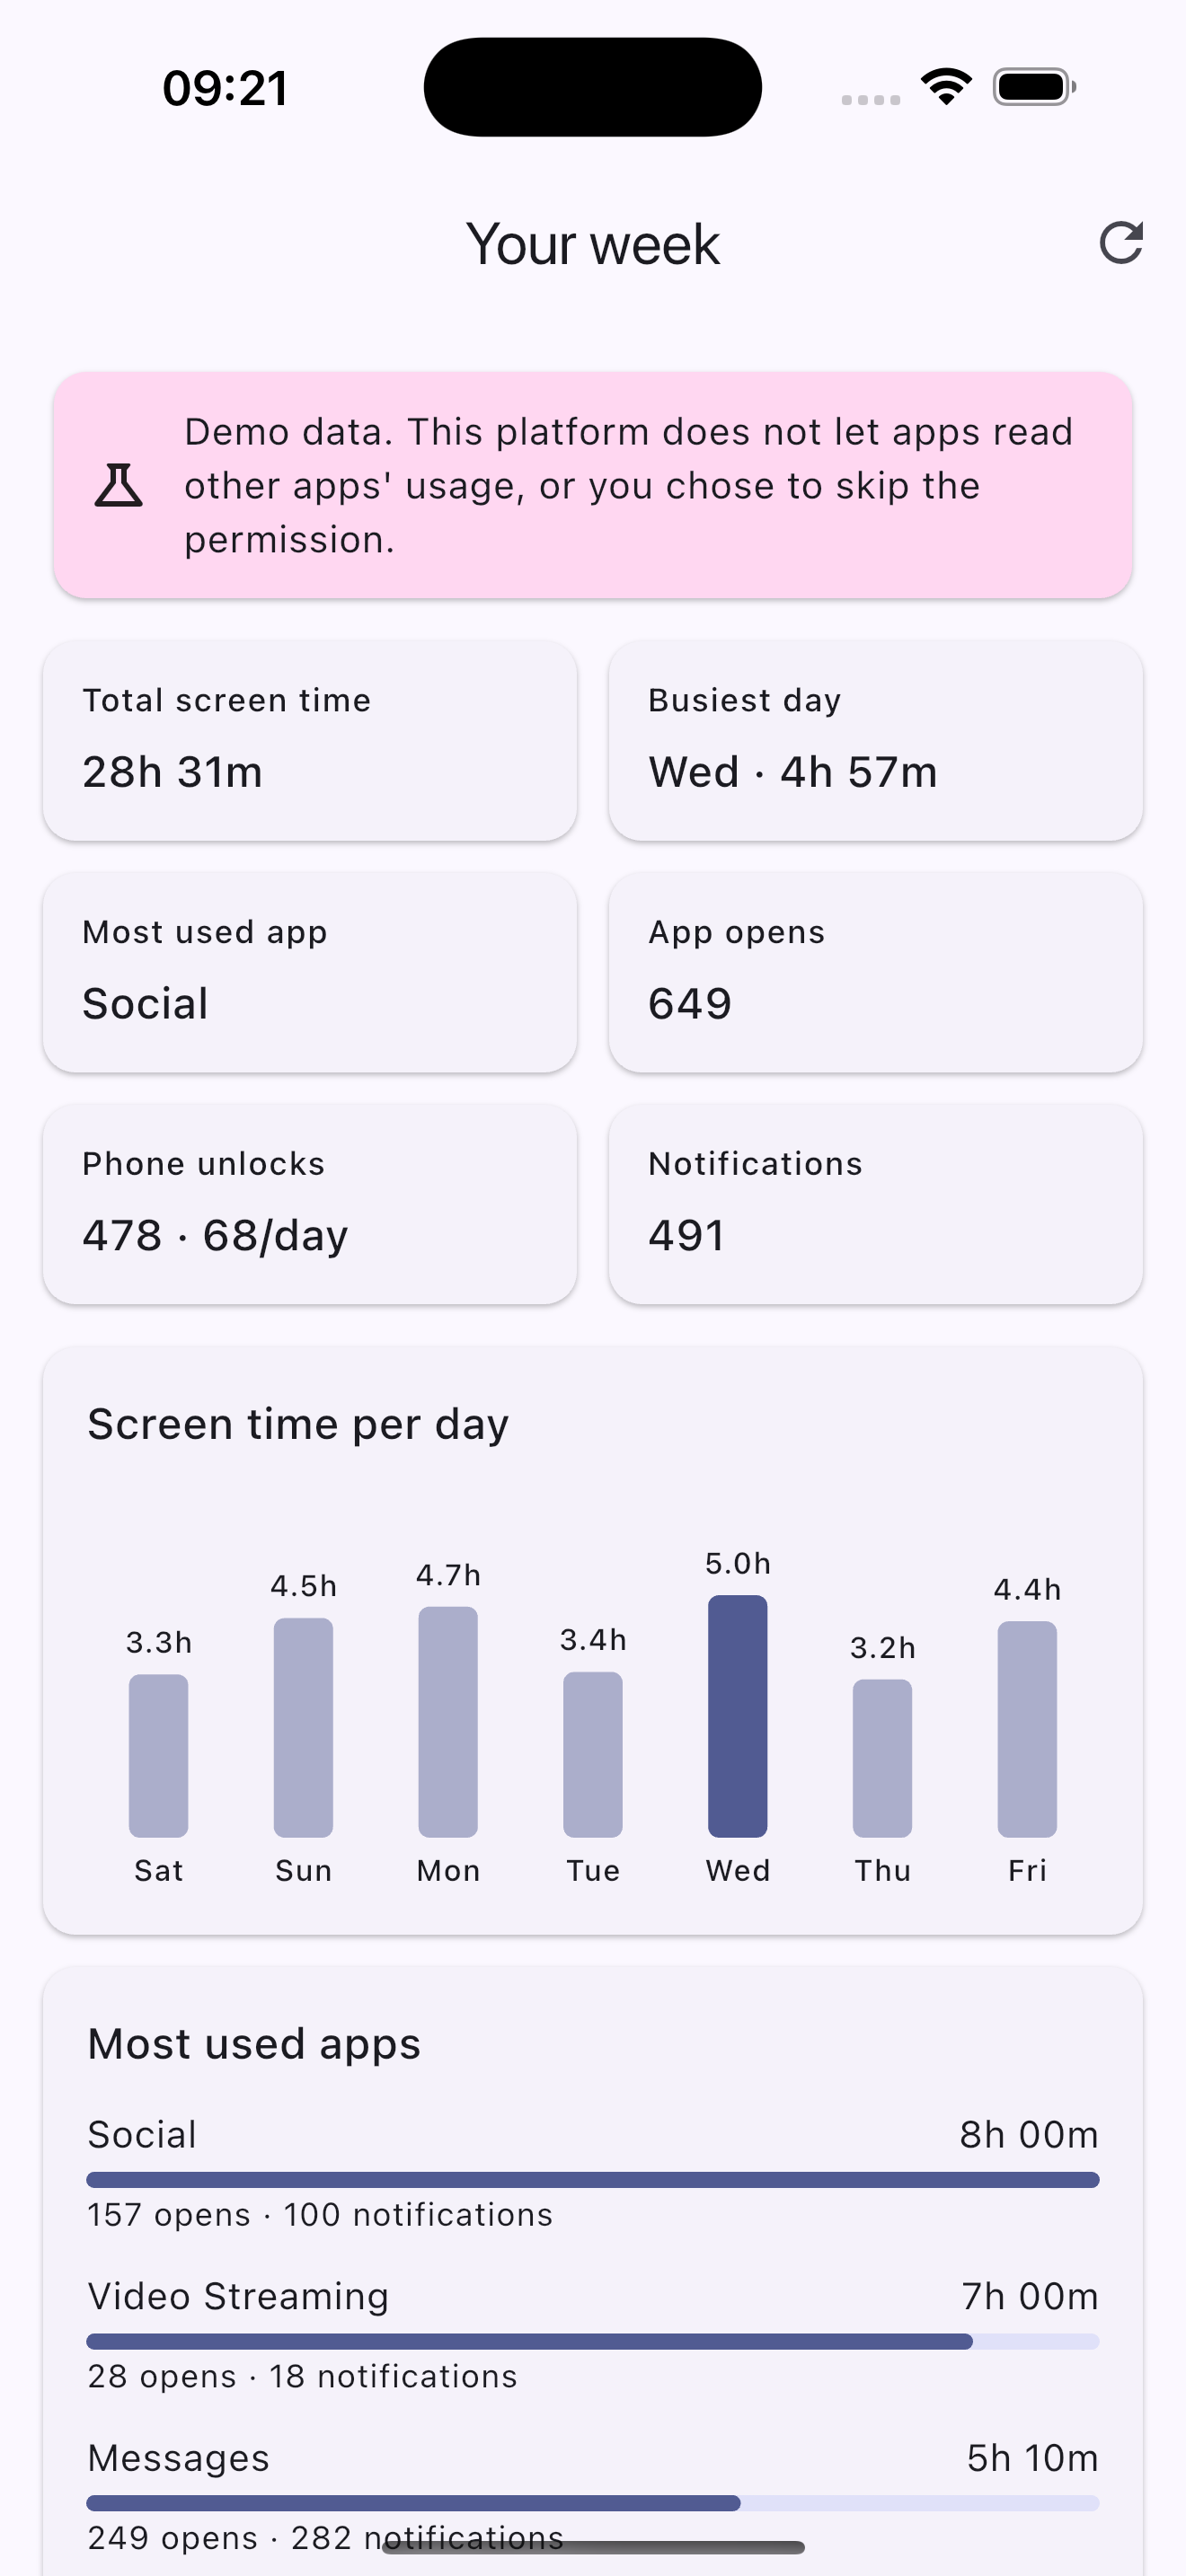 09:21
Your week
Demo data. This platform does not let apps read
other apps' usage, or you chose to skip the
permission.
Total screen time
28h 31m
Busiest day
Wed · 4h 57m
Most used app
Social
App opens
649
Phone unlocks
478 · 68/day
Notifications
491
Screen time per day
3.3h
4.5h
4.7h
3.4h
5.0h
3.2h
4.4h
Sat
Sun
Mon
Tue
Wed
Thu
Fri
Most used apps
Social
8h 00m
157 opens · 100 notifications
Video Streaming
7h 00m
28 opens · 18 notifications
Messages
5h 10m
249 opens · 282 notifications